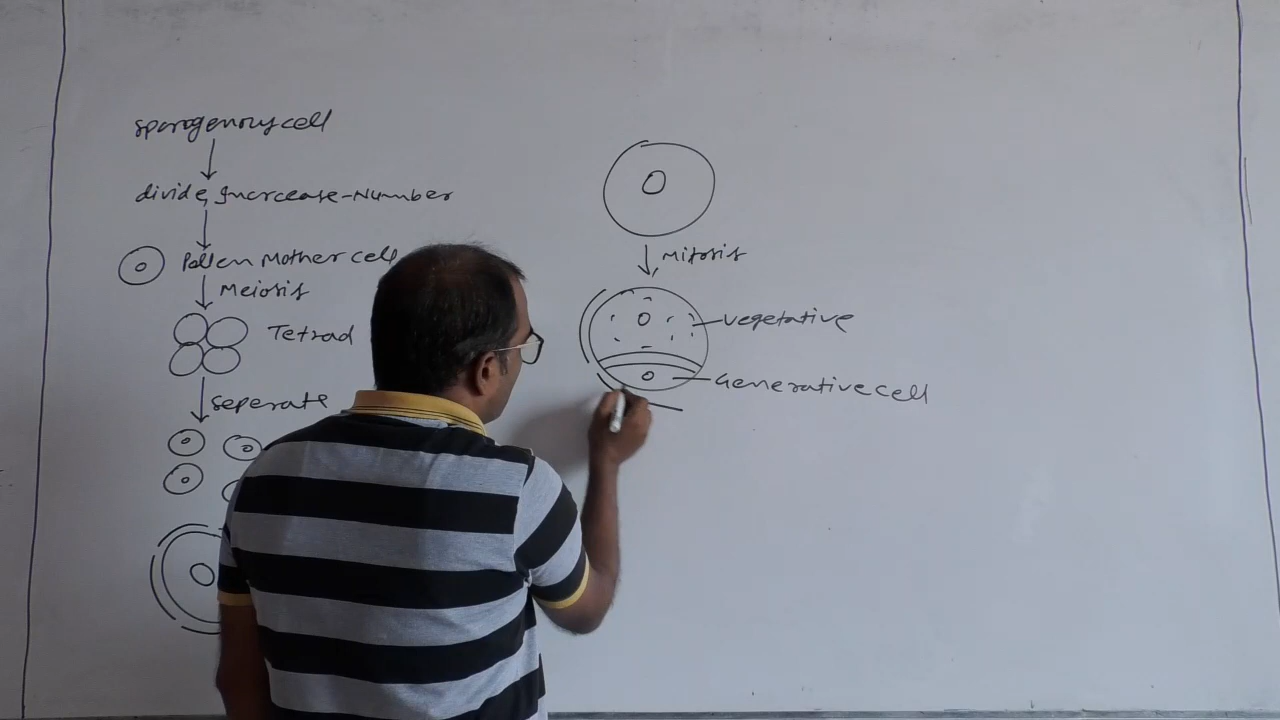 sporogenous cell
divide, Increase-Number
Pollen Mother cell
Meiosis
Tetrad
Seperate
Mitosis
vegetative
Generative cell